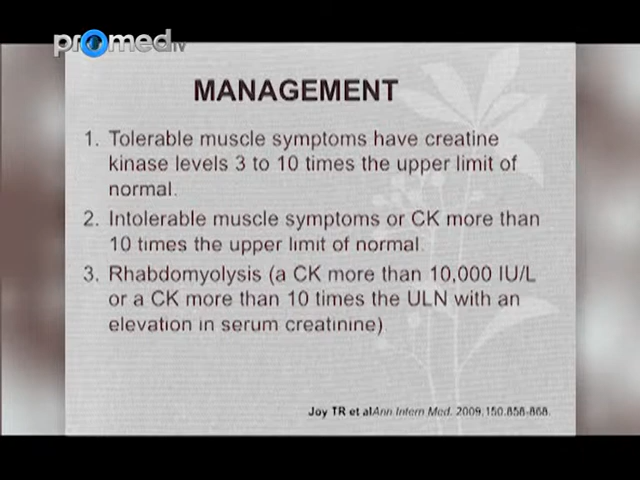 promedtv
MANAGEMENT
1. Tolerable muscle symptoms have creatine
kinase levels 3 to 10 times the upper limit of
normal.
2. Intolerable muscle symptoms or CK more than
10 times the upper limit of normal.
3. Rhabdomyolysis (a CK more than 10,000 IU/L
or a CK more than 10 times the ULN with an
elevation in serum creatinine)
Joy TR et alAnn Intern Med. 2009,150.858-868.